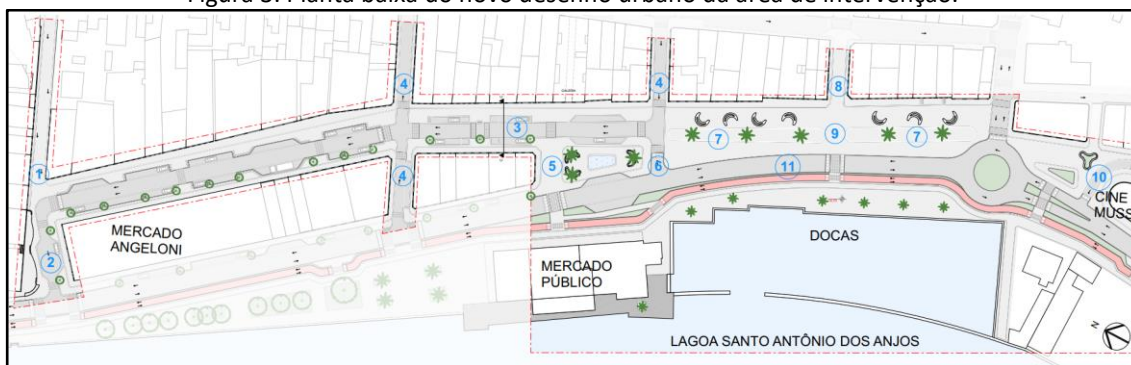 Figura 5: Planta baixa do novo desenho urbano da área de intervenção.
4
4
8
3
7
9
7
5
6
11
10
CINE
MUSS
1
4
MERCADO
ANGELONI
2
MERCADO
PÚBLICO
DOCAS
LAGOA SANTO ANTÔNIO DOS ANJOS
N